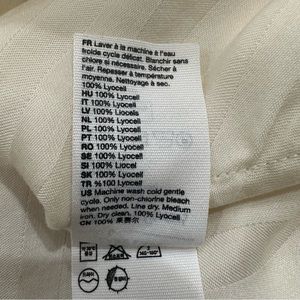 FR Laver à la machine à l'eau
froide cycle délicat. Blanchir sans
chlore si nécessaire. Sécher à
l'air. Repasser à température
moyenne. Nettoyage à sec.
100% Lyocell
HU 100% Lyocell
IT 100% Lyocell
LV 100% Liocels
NL 100% Lyocell
PL 100% Lyocell
PT 100% Lyocell
RO 100% Lyocell
SE 100% Lyocell
SI 100% Lyocell
SK 100% Lyocell
TR %100 Lyocell
US Machine wash cold gentle
cycle. Only non-chlorine bleach
when needed. Line dry. Medium
iron. Dry clean. 100% Lyocell
CN 100% 莱赛尔